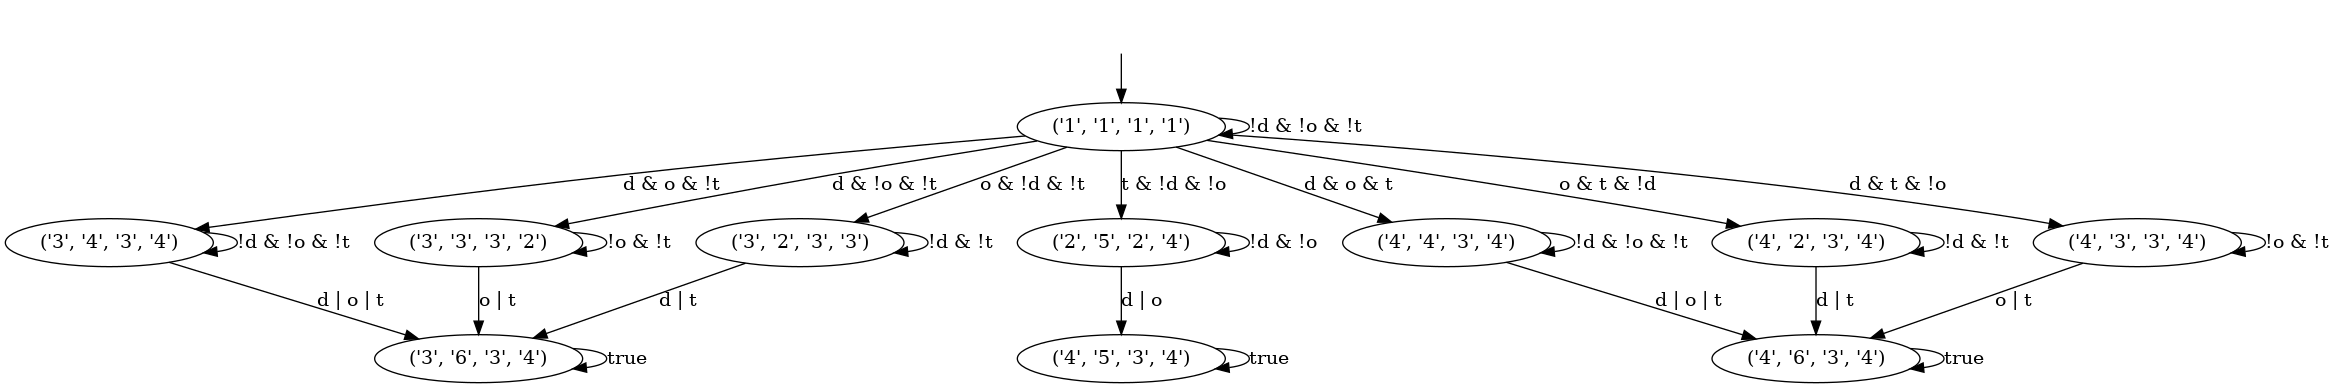 ('1', '1', '1', '1')
!d & !o & !t
d & o & !t
d & !o & !t
o & !d & !t
t & !d & !o
d & o & t
o & t & !d
d & t & !o
('3', '4', '3', '4')
!d & !o & !t
('3', '3', '3', '2')
!o & !t
('3', '2', '3', '3')
!d & !t
('2', '5', '2', '4')
!d & !o
('4', '4', '3', '4')
!d & !o & !t
('4', '2', '3', '4')
!d & !t
('4', '3', '3', '4')
!o & !t
d | o | t
o | t
d | t
d | o
d | o | t
d | t
o | t
('3', '6', '3', '4')
true
('4', '5', '3', '4')
true
('4', '6', '3', '4')
true